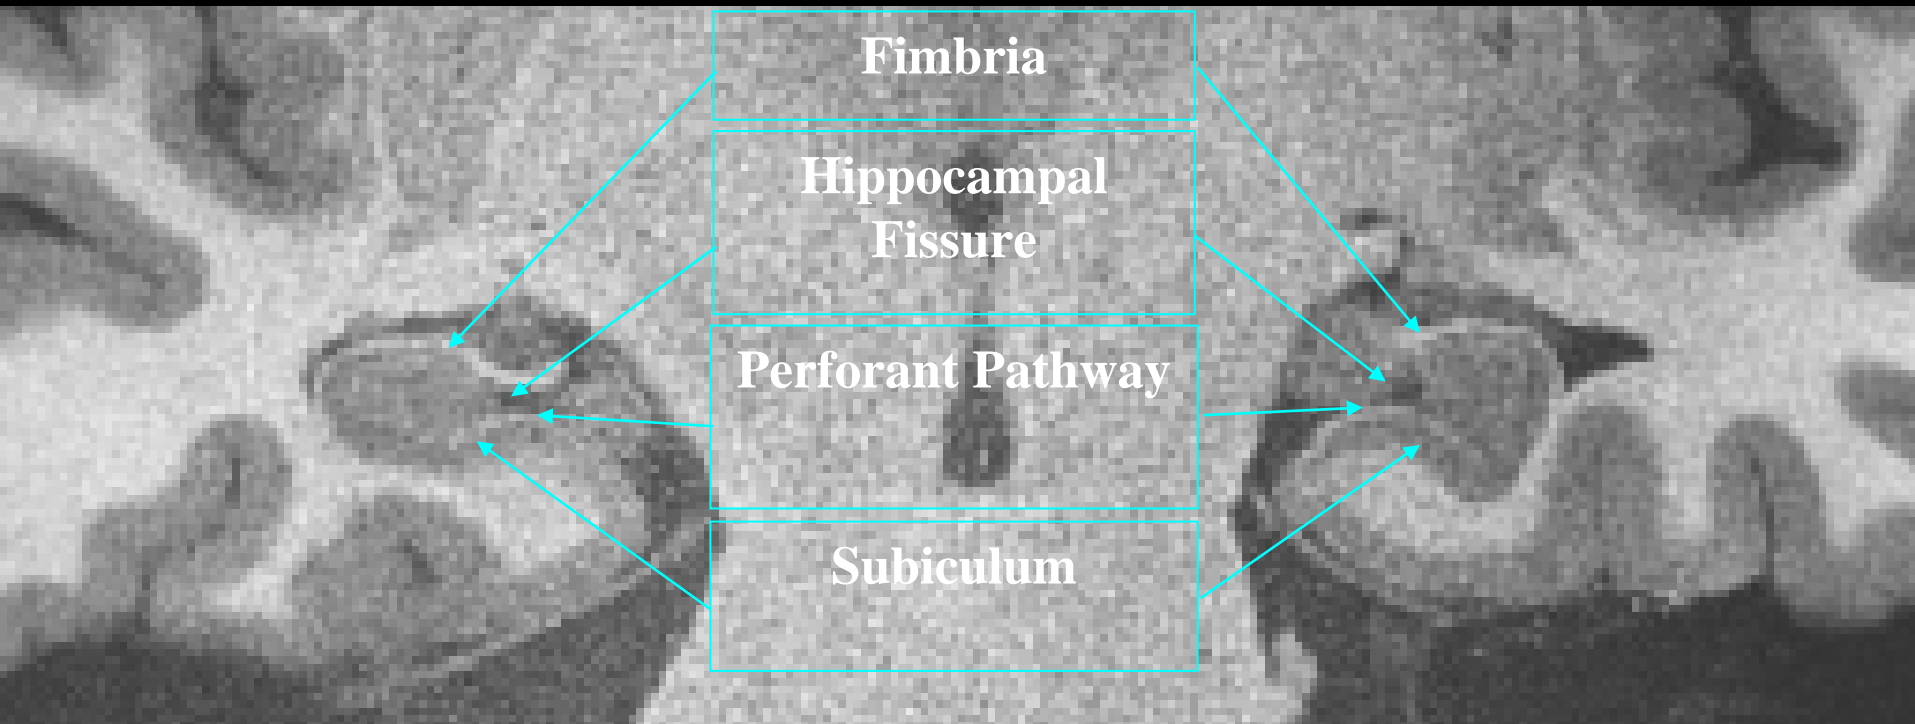 Fimbria
Hippocampal
Fissure
Perforant Pathway
Subiculum